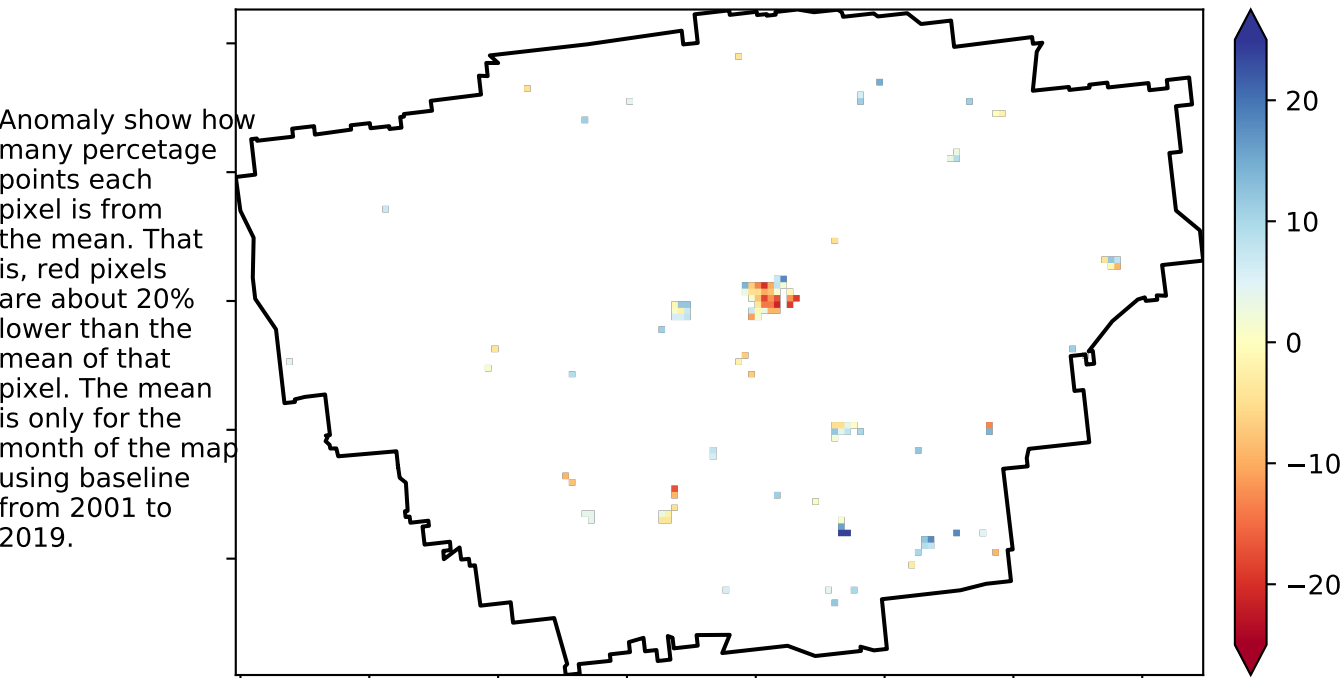 Anomaly show how
many percetage
points each
pixel is from
the mean. That
is, red pixels
are about 20%
lower than the
mean of that
pixel. The mean
is only for the
month of the map
using baseline
from 2001 to
2019.
20
10
0
−10
−20